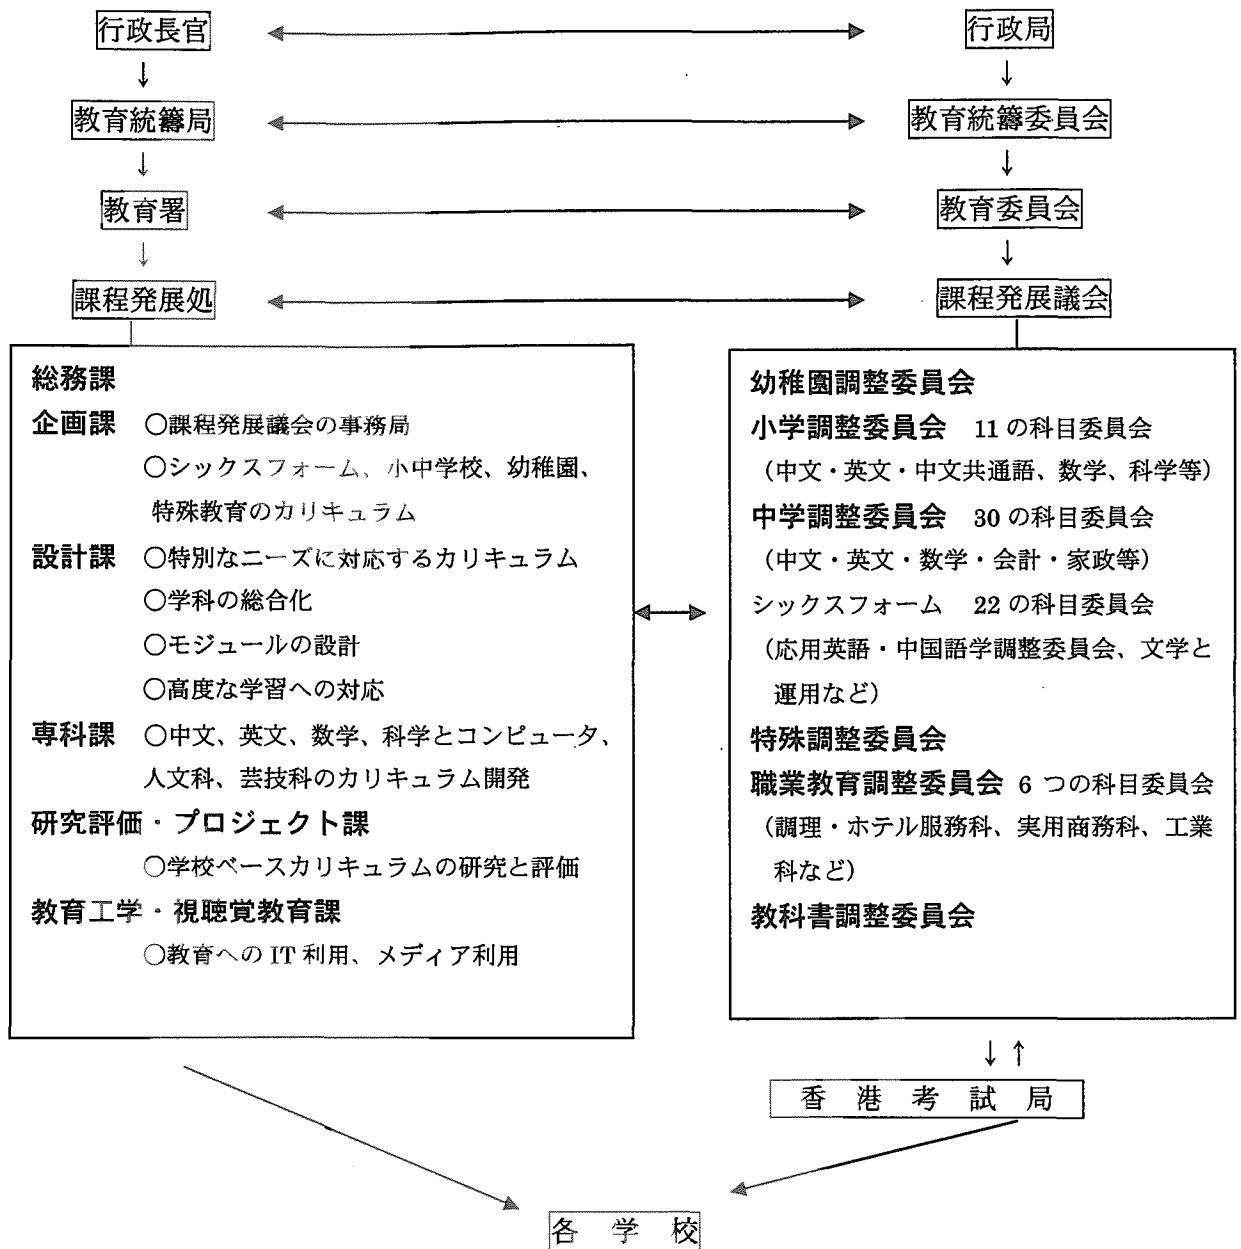 行政長官
行政局
↓
↓
教育統籌局
教育統籌委員会
↓
↓
教育署
教育委員会
↓
↓
課程発展処
課程発展議会
総務課
企画課 ○課程発展議会の事務局
○シックスフォーム、小中学校、幼稚園、
特殊教育のカリキュラム
設計課 ○特別なニーズに対応するカリキュラム
○学科の総合化
○モジュールの設計
○高度な学習への対応
専科課 ○中文、英文、数学、科学とコンピュータ、
人文科、芸技科のカリキュラム開発
研究評価・プロジェクト課
○学校ベースカリキュラムの研究と評価
教育工学・視聴覚教育課
○教育への IT 利用、メディア利用
幼稚園調整委員会
小学調整委員会 11 の科目委員会
(中文・英文・中文共通語、数学、科学等)
中学調整委員会 30 の科目委員会
(中文・英文・数学・会計・家政等)
シックスフォーム 22 の科目委員会
(応用英語・中国語学調整委員会、文学と
運用など)
特殊調整委員会
職業教育調整委員会 6 つの科目委員会
(調理・ホテル服務科、実用商務科、工業
科など)
教科書調整委員会
↓↑
香 港 考 試 局
各 学 校